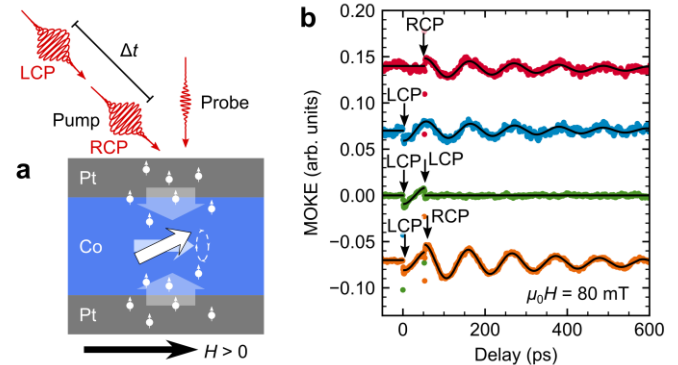 LCP
Δt
Pump
RCP
Probe
a
Pt
Co
Pt
H > 0
b
MOKE (arb. units)
0.20
0.15
0.10
0.05
0.00
−0.05
−0.10
RCP
LCP
LCP LCP
LCP RCP
μ₀H = 80 mT
0 200 400 600
Delay (ps)